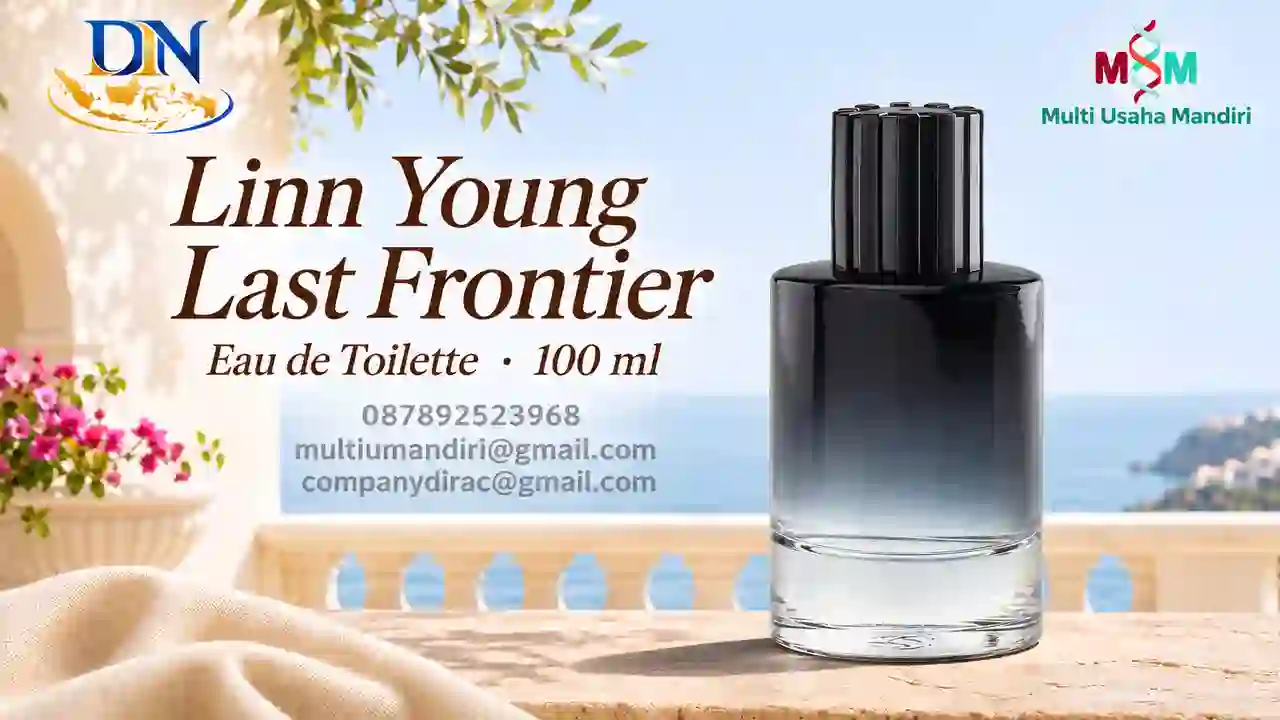 DIN
MSM
Multi Usaha Mandiri
Linn Young
Last Frontier
Eau de Toilette · 100 ml
087892523968
multiumandiri@gmail.com
companydirac@gmail.com